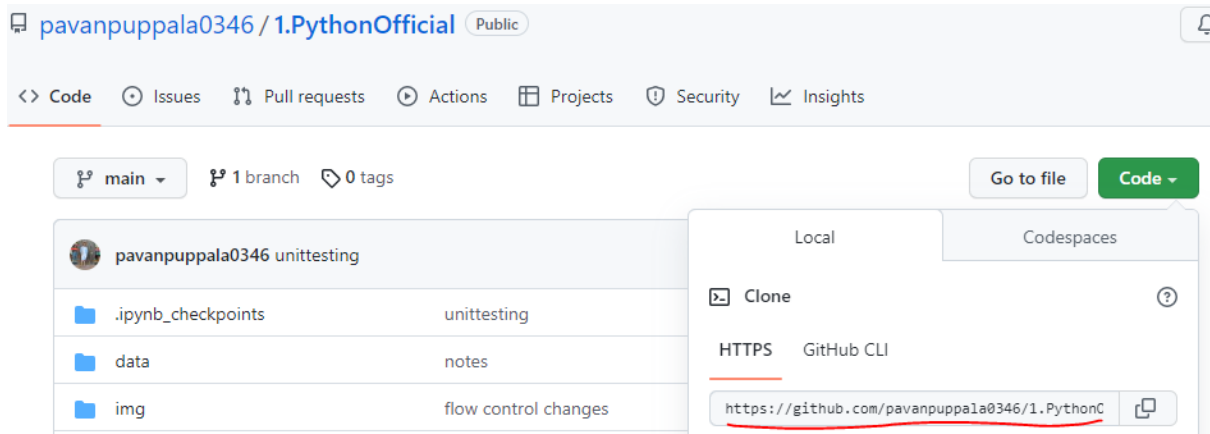 pavanpuppala0346 / 1.PythonOfficial Public
Code Issues Pull requests Actions Projects Security Insights
main 1 branch 0 tags Go to file Code
Local Codespaces
pavanpuppala0346 unittesting
Clone
.ipynb_checkpoints unittesting
HTTPS GitHub CLI
data notes
img flow control changes
https://github.com/pavanpuppala0346/1.PythonO